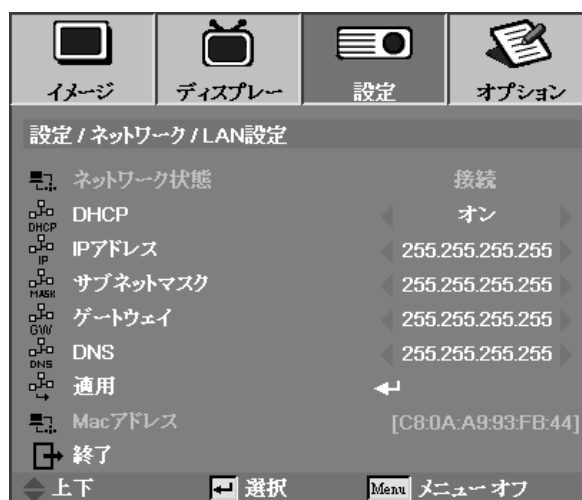 イメージ ディスプレー 設定 オプション
設定 / ネットワーク / LAN設定
ネットワーク状態 接続
DHCP DHCP オン
IP IPアドレス 255.255.255.255
MASK サブネットマスク 255.255.255.255
GW ゲートウェイ 255.255.255.255
DNS DNS 255.255.255.255
適用
Macアドレス [C8:0A:A9:93:FB:44]
終了
上下 選択 Menu メニュー オフ